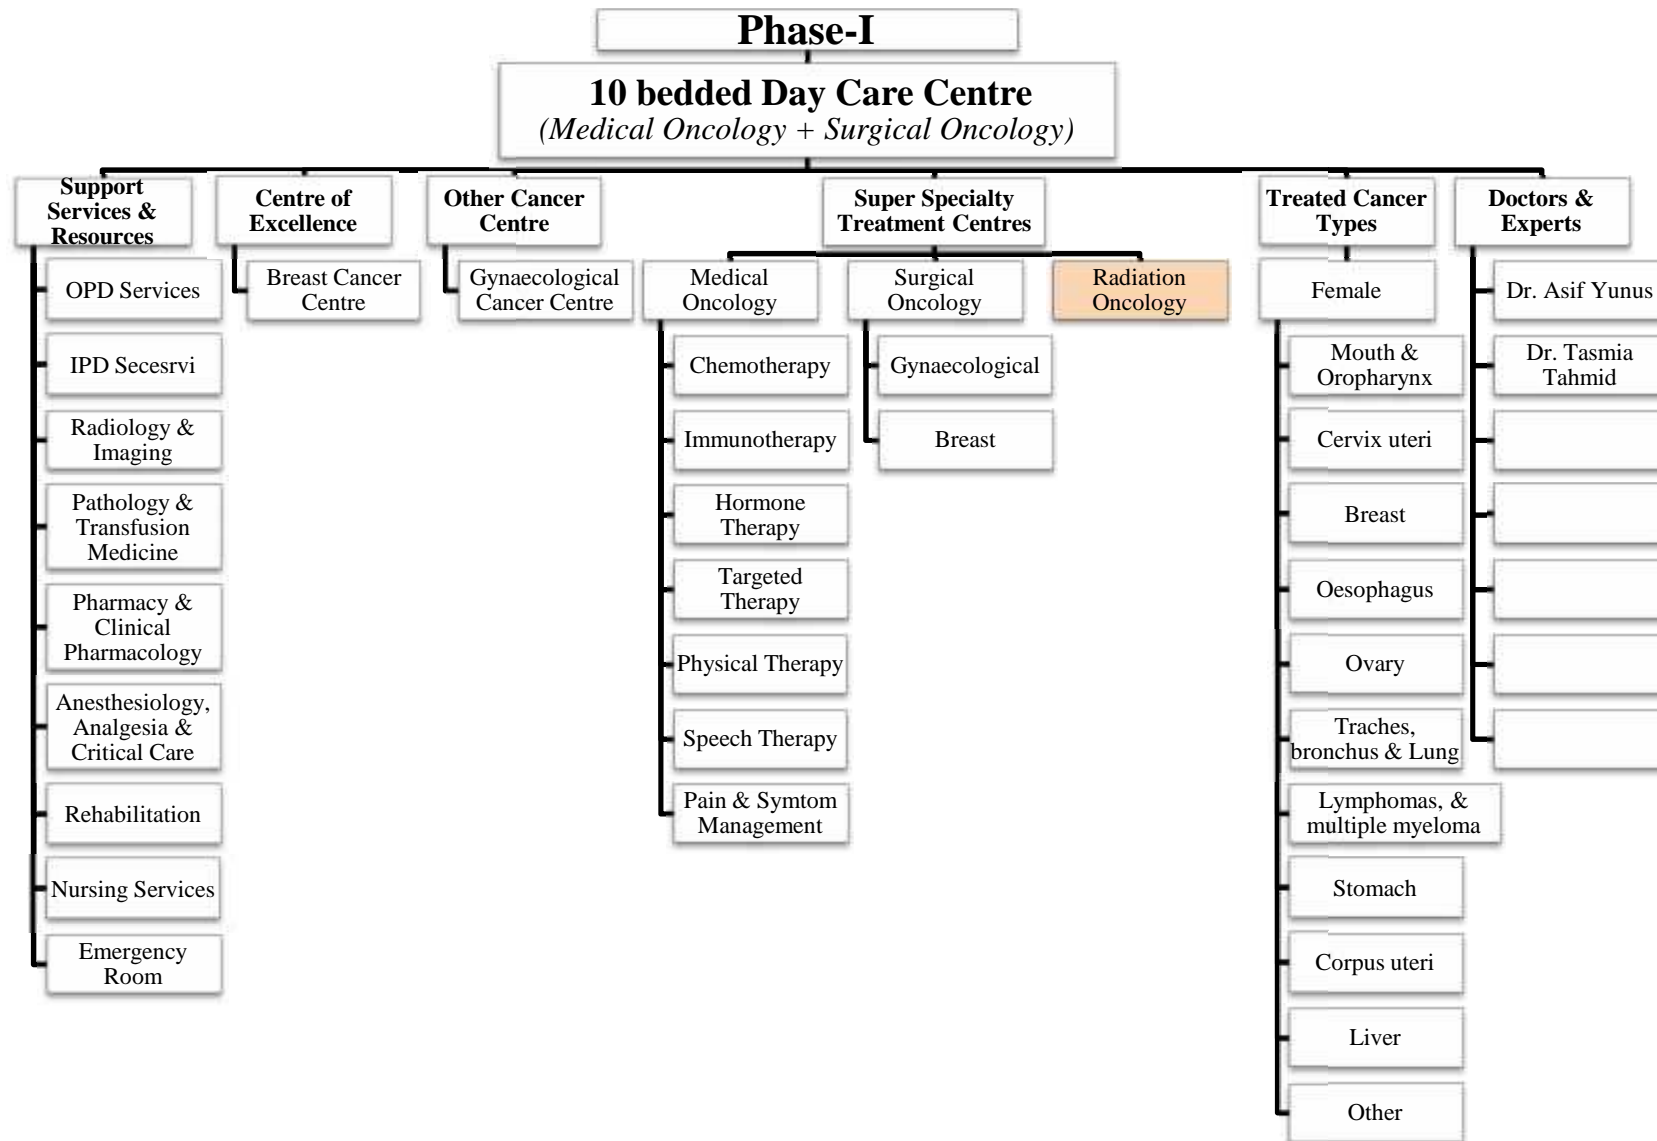 Phase-I
10 bedded Day Care Centre
(Medical Oncology + Surgical Oncology)
Support
Services &
Resources
OPD Services
IPD Secesrvi
Radiology &
Imaging
Pathology &
Transfusion
Medicine
Pharmacy &
Clinical
Pharmacology
Anesthesiology,
Analgesia &
Critical Care
Rehabilitation
Nursing Services
Emergency
Room
Centre of
Excellence
Breast Cancer
Centre
Other Cancer
Centre
Gynaecological
Cancer Centre
Super Specialty
Treatment Centres
Medical
Oncology
Chemotherapy
Immunotherapy
Hormone
Therapy
Targeted
Therapy
Physical Therapy
Speech Therapy
Pain & Symtom
Management
Surgical
Oncology
Gynaecological
Breast
Radiation
Oncology
Treated Cancer
Types
Female
Mouth &
Oropharynx
Cervix uteri
Breast
Oesophagus
Ovary
Traches,
bronchus & Lung
Lymphomas, &
multiple myeloma
Stomach
Corpus uteri
Liver
Other
Doctors &
Experts
Dr. Asif Yunus
Dr. Tasmia
Tahmid